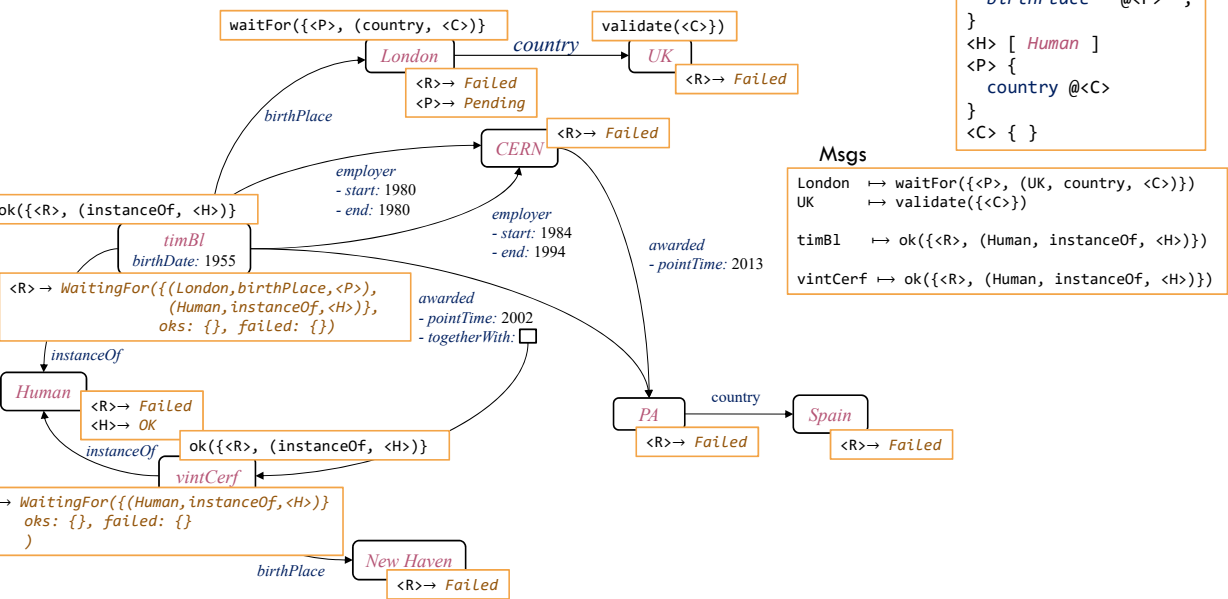 waitFor({<P>, (country, <C>)}
validate(<C>})
birthPlace @<P> ;
}
<H> [ Human ]
<P> {
country @<C>
}
<C> { }
London
country
UK
<R>→ Failed
<P>→ Pending
<R>→ Failed
birthPlace
CERN
<R>→ Failed
employer
- start: 1980
- end: 1980
Msgs
London ↦ waitFor({<P>, (UK, country, <C>)})
UK ↦ validate({<C>})
timBl ↦ ok({<R>, (Human, instanceOf, <H>)})
vintCerf ↦ ok({<R>, (Human, instanceOf, <H>)})
ok({<R>, (instanceOf, <H>)}
timBl
birthDate: 1955
employer
- start: 1984
- end: 1994
awarded
- pointTime: 2013
<R> → WaitingFor({(London,birthPlace,<P>),
(Human,instanceOf,<H>)},
oks: {}, failed: {})
awarded
- pointTime: 2002
- togetherWith:
instanceOf
Human
<R>→ Failed
<H>→ OK
PA
country
Spain
<R>→ Failed
<R>→ Failed
instanceOf
ok({<R>, (instanceOf, <H>)}
vintCerf
→ WaitingFor({(Human,instanceOf,<H>)}
oks: {}, failed: {}
)
birthPlace
New Haven
<R>→ Failed